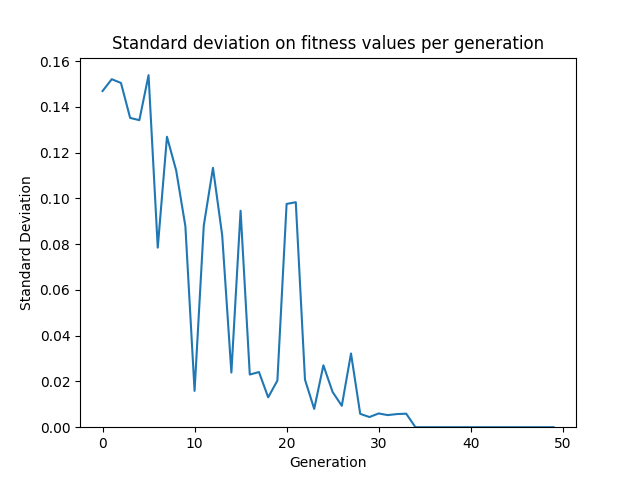 Standard deviation on fitness values per generation
0.16
0.14
0.12
0.10
0.08
0.06
0.04
0.02
0.00
Standard Deviation
0 10 20 30 40 50
Generation